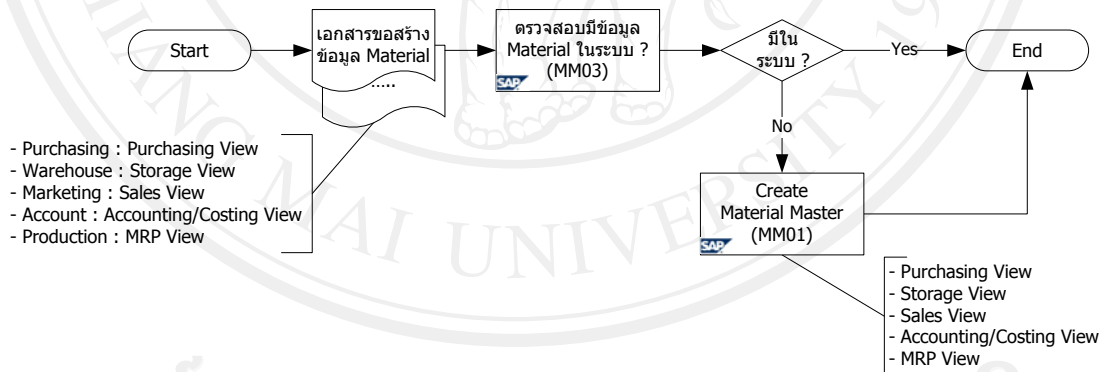 Start
เอกสารขอสร้าง
ข้อมูล Material
.....
ตรวจสอบมีข้อมูล
Material ในระบบ ?
(MM03)
SAP
มีใน
ระบบ ?
Yes
End
No
- Purchasing : Purchasing View
- Warehouse : Storage View
- Marketing : Sales View
- Account : Accounting/Costing View
- Production : MRP View
Create
Material Master
(MM01)
SAP
- Purchasing View
- Storage View
- Sales View
- Accounting/Costing View
- MRP View
MAI UNIVERSITY